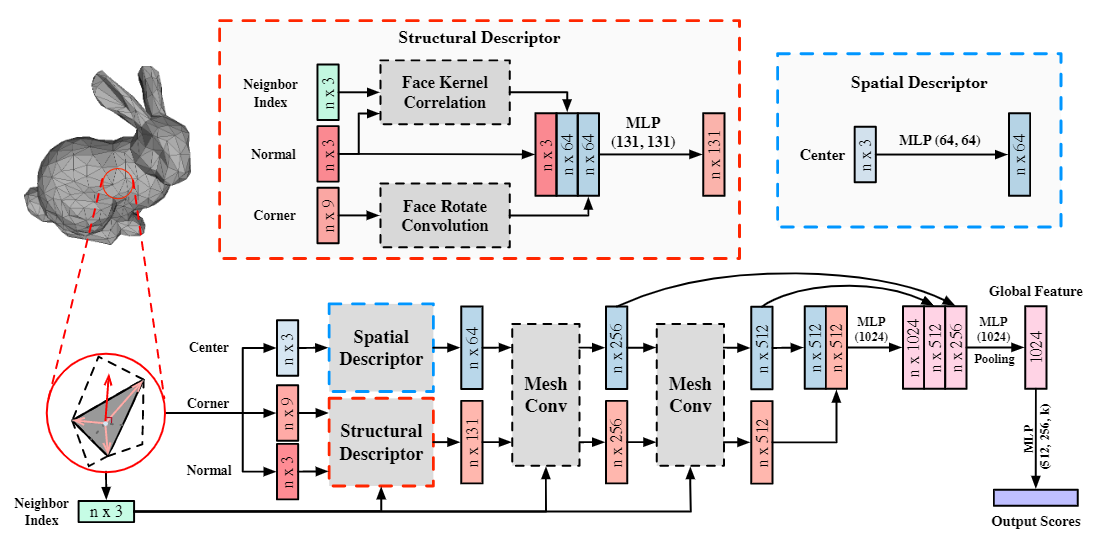 Structural Descriptor
Neignbor
Index
n x 3
Face Kernel
Correlation
Normal
n x 3
n x 3
n x 64
n x 64
MLP
(131, 131)
n x 131
Corner
n x 9
Face Rotate
Convolution
Spatial Descriptor
Center
n x 3
MLP (64, 64)
n x 64
Center
n x 3
Spatial
Descriptor
n x 64
Corner
n x 9
Structural
Descriptor
n x 131
Normal
n x 3
Mesh
Conv
n x 256
n x 256
Mesh
Conv
n x 512
n x 512
n x 512
n x 512
MLP
(1024)
n x 1024
n x 512
n x 256
MLP
(1024)
Pooling
Global Feature
1024
MLP
(512, 256, k)
Output Scores
Neighbor
Index
n x 3